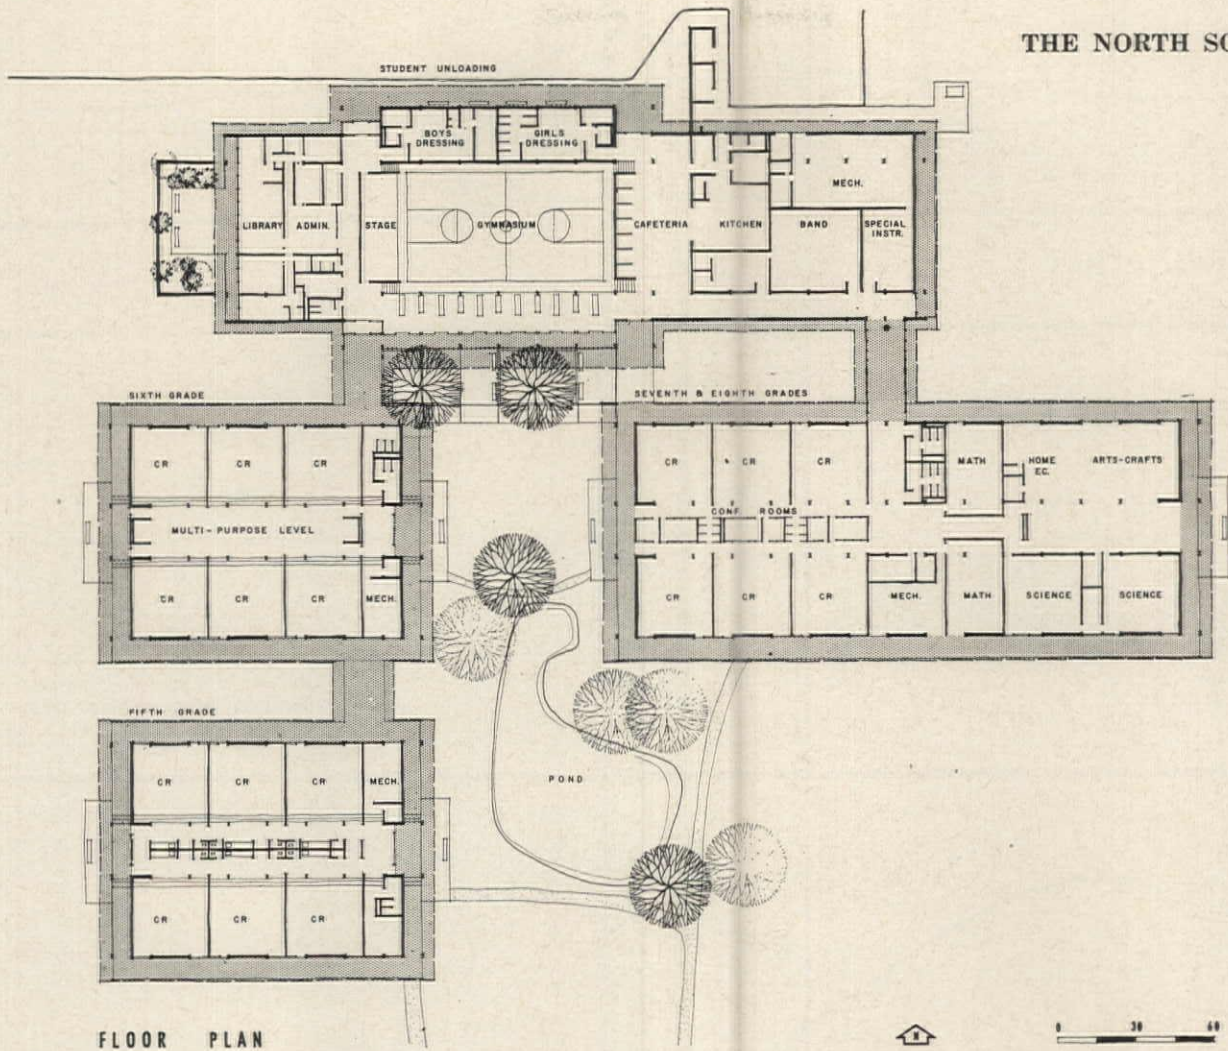 THE NORTH SC
STUDENT UNLOADING
BOYS DRESSING
GIRLS DRESSING
MECH.
LIBRARY
ADMIN.
STAGE
GYMNASIUM
CAFETERIA
KITCHEN
BAND
SPECIAL INSTR.
SIXTH GRADE
CR
CR
CR
MULTI-PURPOSE LEVEL
CR
CR
CR
MECH.
SEVENTH & EIGHTH GRADES
CR
CR
CR
MATH
HOME EC.
ARTS-CRAFTS
CONF. ROOMS
CR
CR
CR
MECH.
MATH
SCIENCE
SCIENCE
FIFTH GRADE
CR
CR
CR
MECH.
POND
CR
CR
CR
FLOOR PLAN
N
0 30 60